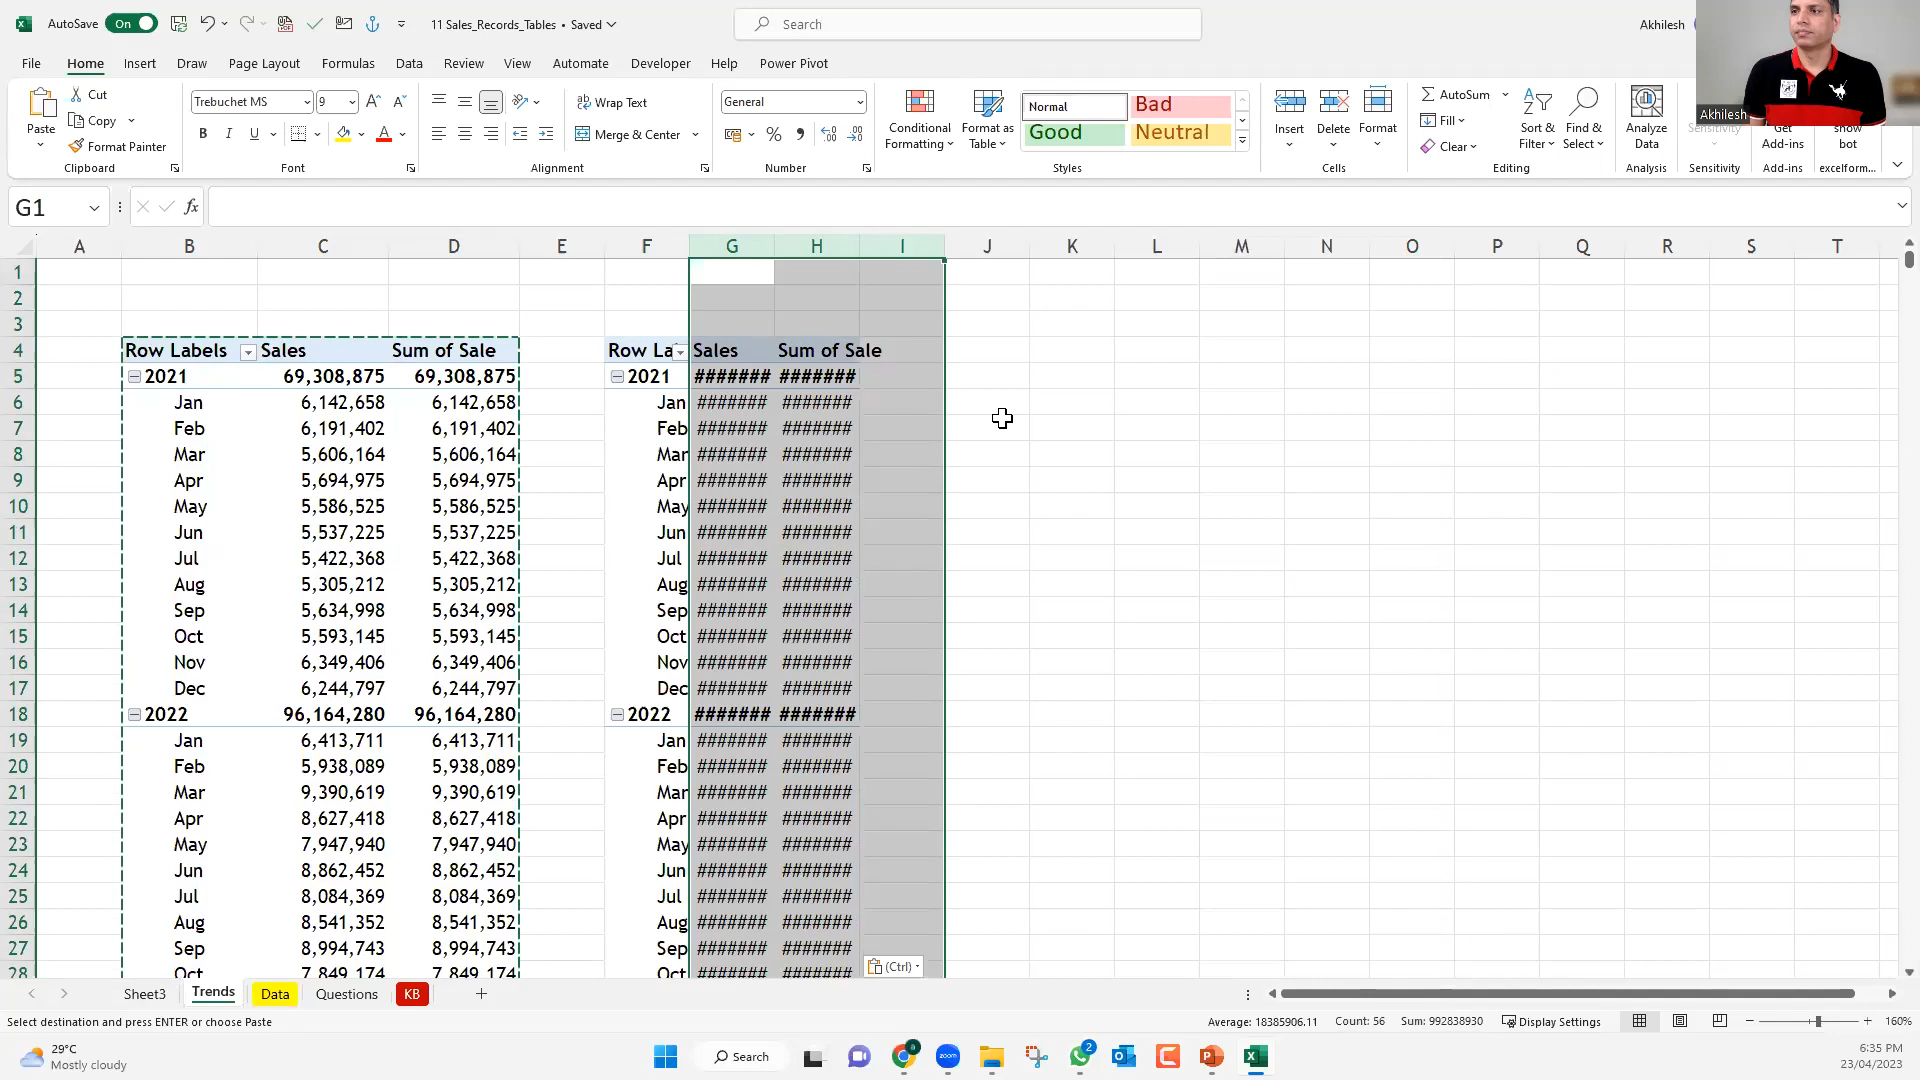 AutoSave On 11 Sales_Records_Tables • Saved Search Akhilesh
File Home Insert Draw Page Layout Formulas Data Review View Automate Developer Help Power Pivot
Paste Cut Copy Format Painter Clipboard
Trebuchet MS 9 B I U A Font
Wrap Text Merge & Center Alignment
General % Number
Conditional Formatting Format as Table Normal Bad Good Neutral Styles
Insert Delete Format Cells
AutoSum Fill Clear Sort & Filter Find & Select Editing
Analyze Data Analysis
Sensitivity Sensitivity
Get Add-ins Add-ins
show bot excelform...
Akhilesh
G1 fx
A B C D E F G H I J K L M N O P Q R S T
1
2
3
4 Row Labels Sales Sum of Sale Row La Sales Sum of Sale
5 2021 69,308,875 69,308,875 2021 ####### #######
6 Jan 6,142,658 6,142,658 Jan ####### #######
7 Feb 6,191,402 6,191,402 Feb ####### #######
8 Mar 5,606,164 5,606,164 Mar ####### #######
9 Apr 5,694,975 5,694,975 Apr ####### #######
10 May 5,586,525 5,586,525 May ####### #######
11 Jun 5,537,225 5,537,225 Jun ####### #######
12 Jul 5,422,368 5,422,368 Jul ####### #######
13 Aug 5,305,212 5,305,212 Aug ####### #######
14 Sep 5,634,998 5,634,998 Sep ####### #######
15 Oct 5,593,145 5,593,145 Oct ####### #######
16 Nov 6,349,406 6,349,406 Nov ####### #######
17 Dec 6,244,797 6,244,797 Dec ####### #######
18 2022 96,164,280 96,164,280 2022 ####### #######
19 Jan 6,413,711 6,413,711 Jan ####### #######
20 Feb 5,938,089 5,938,089 Feb ####### #######
21 Mar 9,390,619 9,390,619 Mar ####### #######
22 Apr 8,627,418 8,627,418 Apr ####### #######
23 May 7,947,940 7,947,940 May ####### #######
24 Jun 8,862,452 8,862,452 Jun ####### #######
25 Jul 8,084,369 8,084,369 Jul ####### #######
26 Aug 8,541,352 8,541,352 Aug ####### #######
27 Sep 8,994,743 8,994,743 Sep ####### #######
28 Oct 7,849,174 7,849,174 Oct ####### ####### (Ctrl)
Sheet3 Trends Data Questions KB +
Select destination and press ENTER or choose Paste Average: 18385906.11 Count: 56 Sum: 992838930 Display Settings 160%
29°C Search zoom 2 6:35 PM
Mostly cloudy 23/04/2023